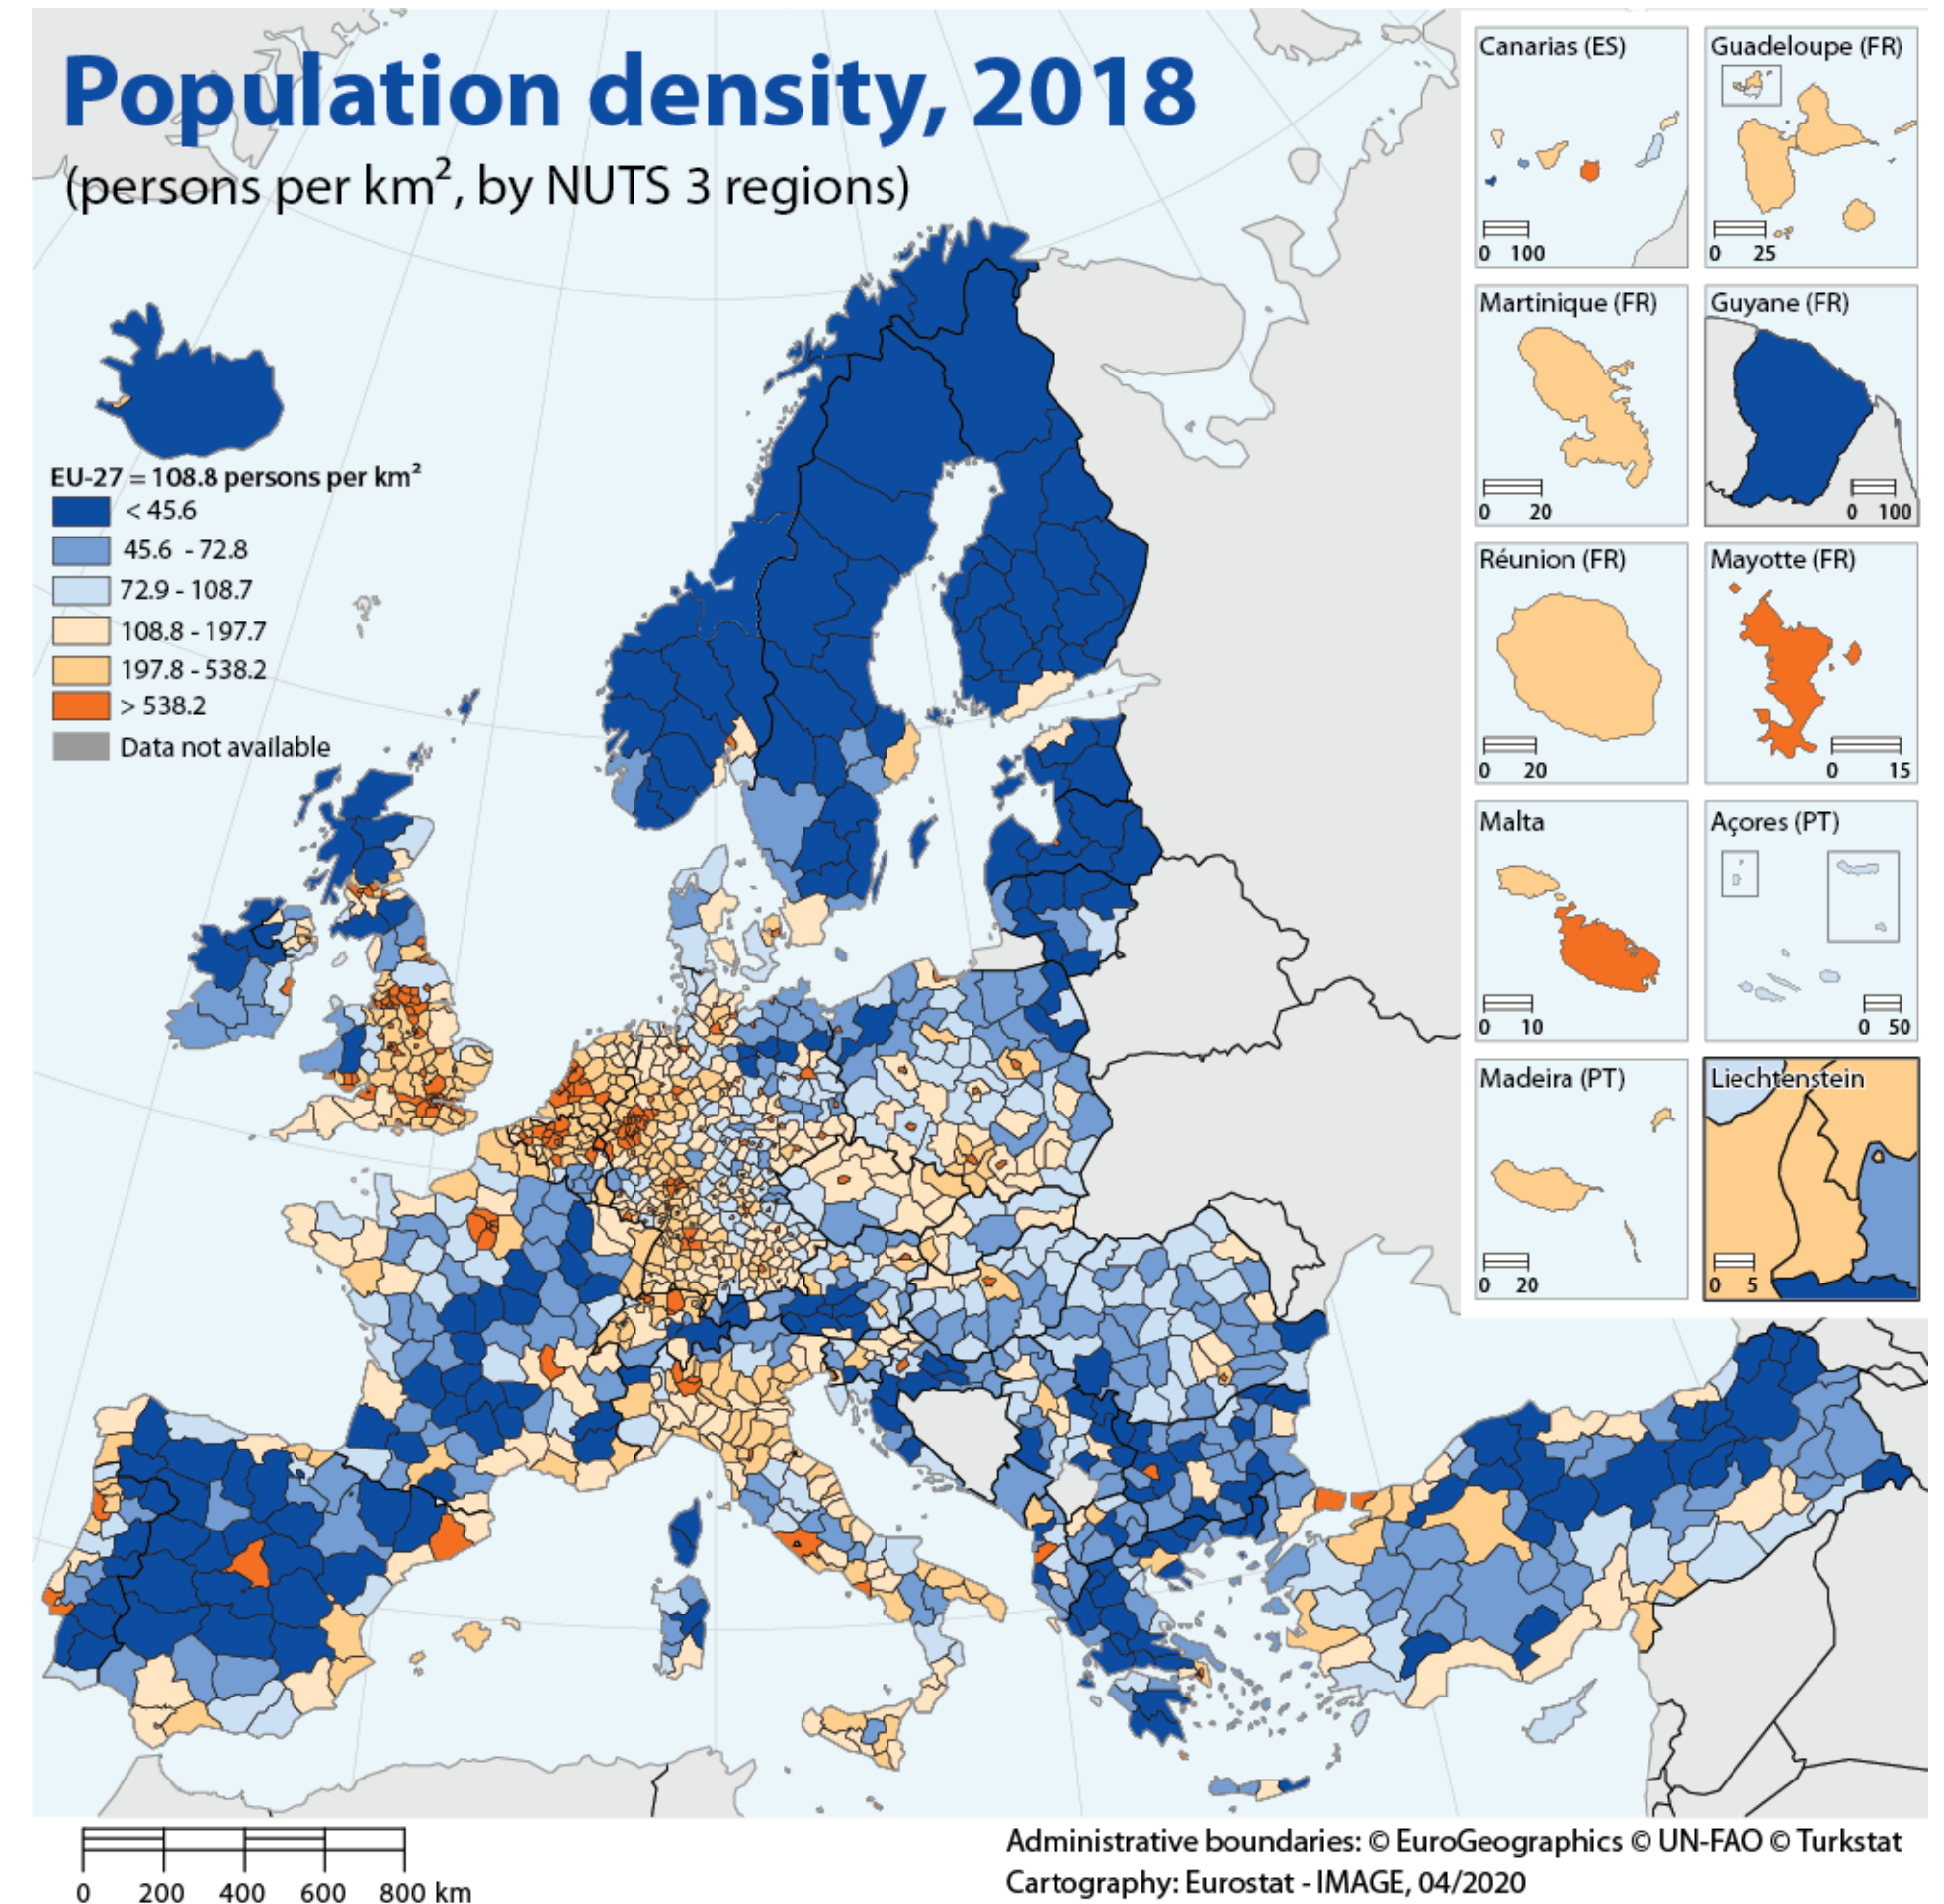 Population density, 2018
(persons per km², by NUTS 3 regions)
EU-27 = 108.8 persons per km²
< 45.6
45.6 - 72.8
72.9 - 108.7
108.8 - 197.7
197.8 - 538.2
> 538.2
Data not available
Canarias (ES)
0 100
Guadeloupe (FR)
0 25
Martinique (FR)
0 20
Guyane (FR)
0 100
Réunion (FR)
0 20
Mayotte (FR)
0 15
Malta
0 10
Açores (PT)
0 50
Madeira (PT)
0 20
Liechtenstein
0 5
0 200 400 600 800 km
Administrative boundaries: © EuroGeographics © UN-FAO © Turkstat
Cartography: Eurostat - IMAGE, 04/2020